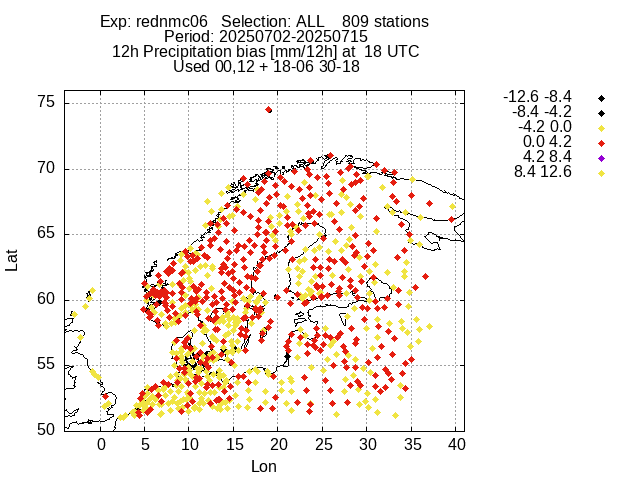 Exp: rednmc06   Selection: ALL    809 stations
Period: 20250702-20250715
12h Precipitation bias [mm/12h] at  18 UTC
Used 00,12 + 18-06 30-18
-12.6 -8.4
-8.4 -4.2
-4.2 0.0
0.0 4.2
4.2 8.4
8.4 12.6
75
70
65
60
55
50
Lat
0 5 10 15 20 25 30 35 40
Lon